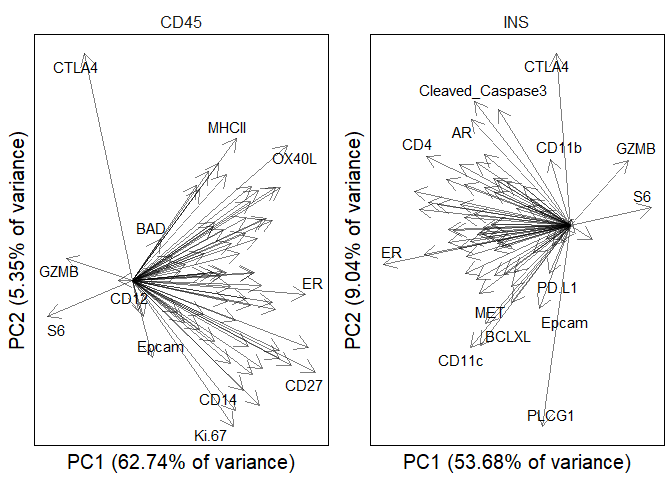 CD45
CTLA4
MHCII
OX40L
BAD
GZMB
ER
CD12
S6
Epcam
CD27
CD14
Ki.67
PC1 (62.74% of variance)
PC2 (5.35% of variance)
INS
CTLA4
Cleaved_Caspase3
AR
CD4
CD11b
GZMB
S6
ER
PD.L1
MET
Epcam
BCLXL
CD11c
PLCG1
PC1 (53.68% of variance)
PC2 (9.04% of variance)